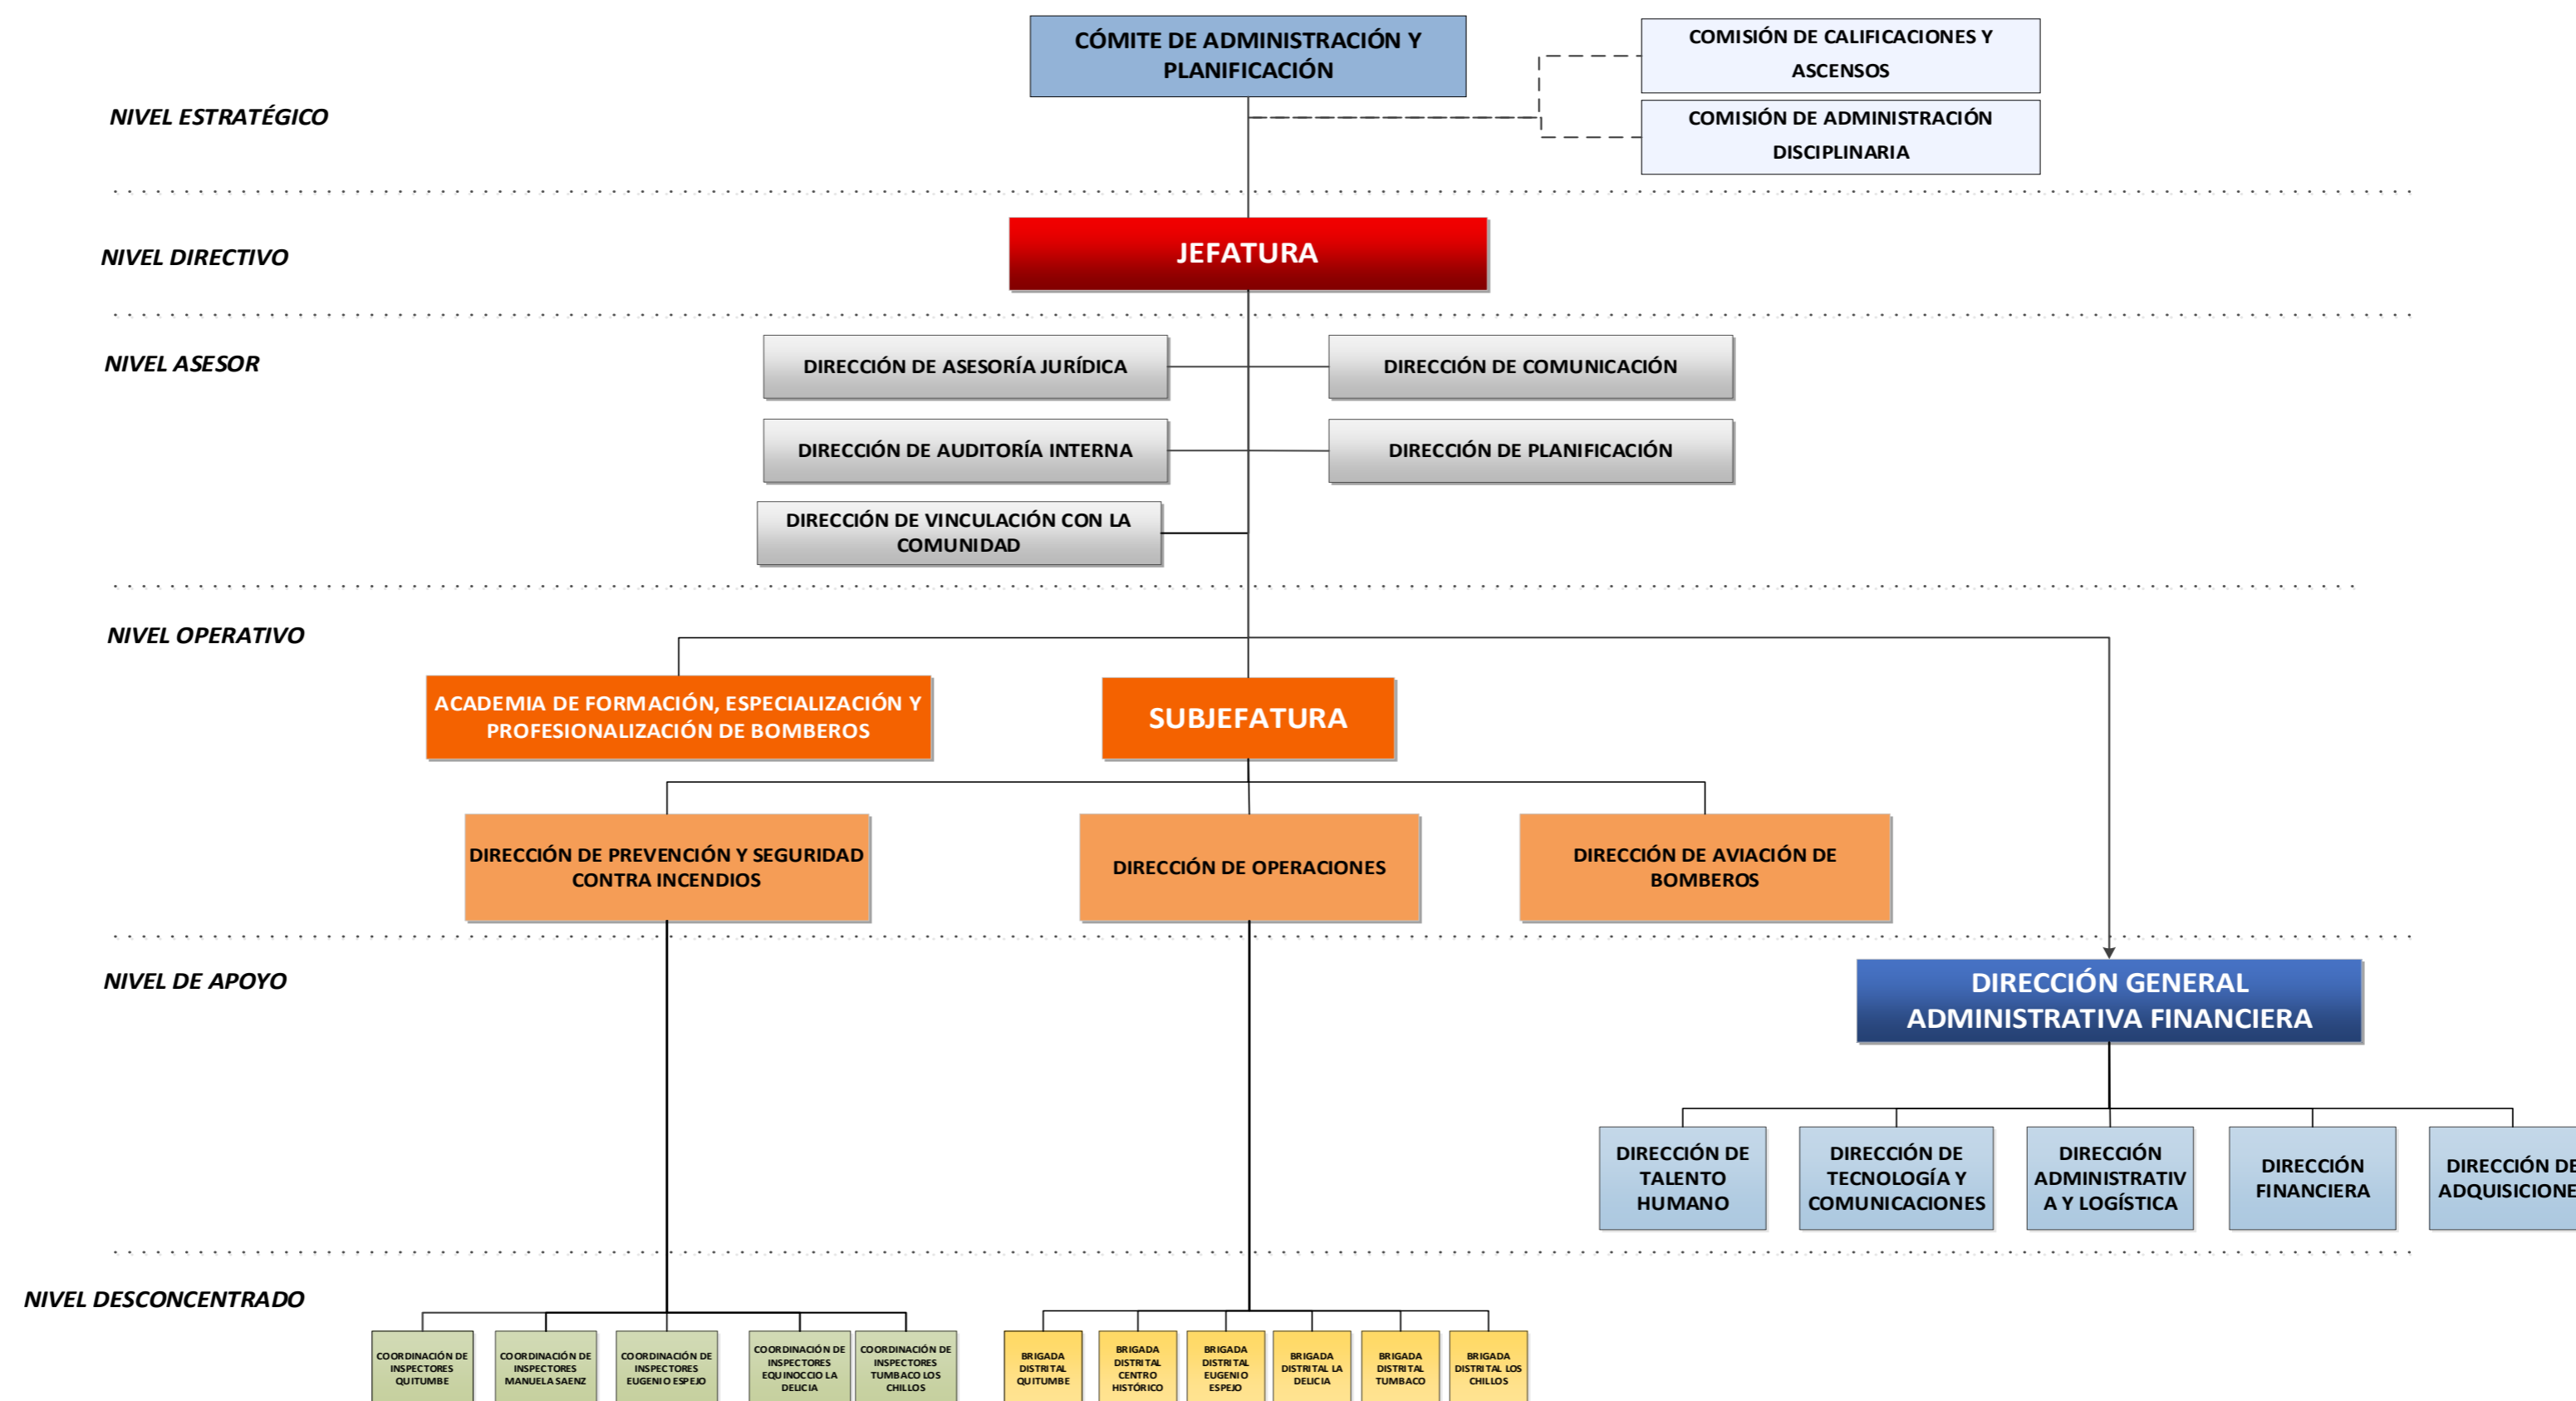 CÓMITE DE ADMINISTRACIÓN Y
PLANIFICACIÓN
COMISIÓN DE CALIFICACIONES Y
ASCENSOS
COMISIÓN DE ADMINISTRACIÓN
DISCIPLINARIA
NIVEL ESTRATÉGICO
NIVEL DIRECTIVO
JEFATURA
NIVEL ASESOR
DIRECCIÓN DE ASESORÍA JURÍDICA
DIRECCIÓN DE COMUNICACIÓN
DIRECCIÓN DE AUDITORÍA INTERNA
DIRECCIÓN DE PLANIFICACIÓN
DIRECCIÓN DE VINCULACIÓN CON LA
COMUNIDAD
NIVEL OPERATIVO
ACADEMIA DE FORMACIÓN, ESPECIALIZACIÓN Y
PROFESIONALIZACIÓN DE BOMBEROS
SUBJEFATURA
DIRECCIÓN DE PREVENCIÓN Y SEGURIDAD
CONTRA INCENDIOS
DIRECCIÓN DE OPERACIONES
DIRECCIÓN DE AVIACIÓN DE
BOMBEROS
NIVEL DE APOYO
DIRECCIÓN GENERAL
ADMINISTRATIVA FINANCIERA
DIRECCIÓN DE
TALENTO
HUMANO
DIRECCIÓN DE
TECNOLOGÍA Y
COMUNICACIONES
DIRECCIÓN
ADMINISTRATIV
A Y LOGÍSTICA
DIRECCIÓN
FINANCIERA
DIRECCIÓN DE
ADQUISICIONE
NIVEL DESCONCENTRADO
COORDINACIÓN DE
INSPECTORES
QUITUMBE
COORDINACIÓN DE
INSPECTORES
MANUELA SAENZ
COORDINACIÓN DE
INSPECTORES
EUGENIO ESPEJO
COORDINACIÓN DE
INSPECTORES
EQUINOCCIO LA
DELICIA
COORDINACIÓN DE
INSPECTORES
TUMBACO LOS
CHILLOS
BRIGADA
DISTRITAL
QUITUMBE
BRIGADA
DISTRITAL
CENTRO
HISTÓRICO
BRIGADA
DISTRITAL
EUGENIO
ESPEJO
BRIGADA
DISTRITAL LA
DELICIA
BRIGADA
DISTRITAL
TUMBACO
BRIGADA
DISTRITAL LOS
CHILLOS